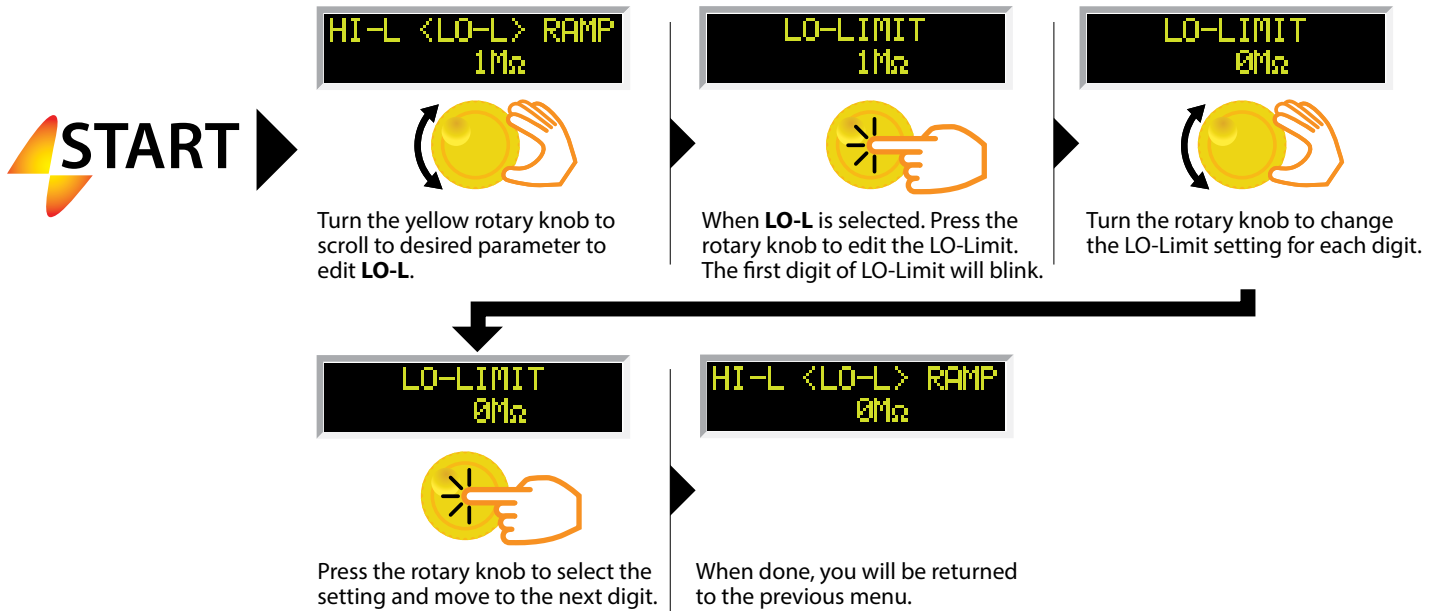 START
HI-L <LO-L> RAMP
1MΩ
Turn the yellow rotary knob to
scroll to desired parameter to
edit LO-L.
LO-LIMIT
1MΩ
When LO-L is selected. Press the
rotary knob to edit the LO-Limit.
The first digit of LO-Limit will blink.
LO-LIMIT
0MΩ
Turn the rotary knob to change
the LO-Limit setting for each digit.
LO-LIMIT
0MΩ
Press the rotary knob to select the
setting and move to the next digit.
HI-L <LO-L> RAMP
0MΩ
When done, you will be returned
to the previous menu.